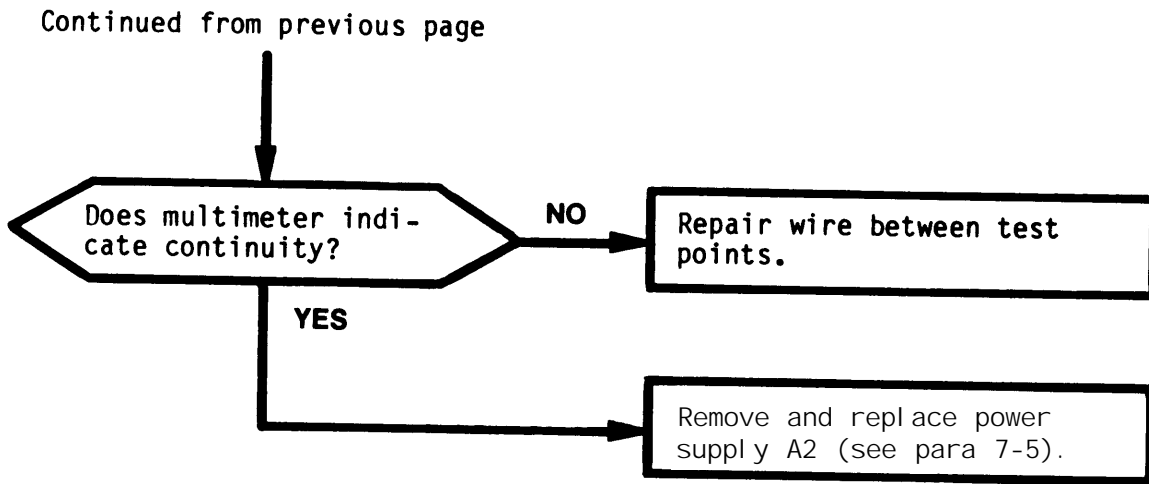 Continued from previous page
Does multimeter indi-
cate continuity?
NO
Repair wire between test
points.
YES
Remove and replace power
supply A2 (see para 7-5).